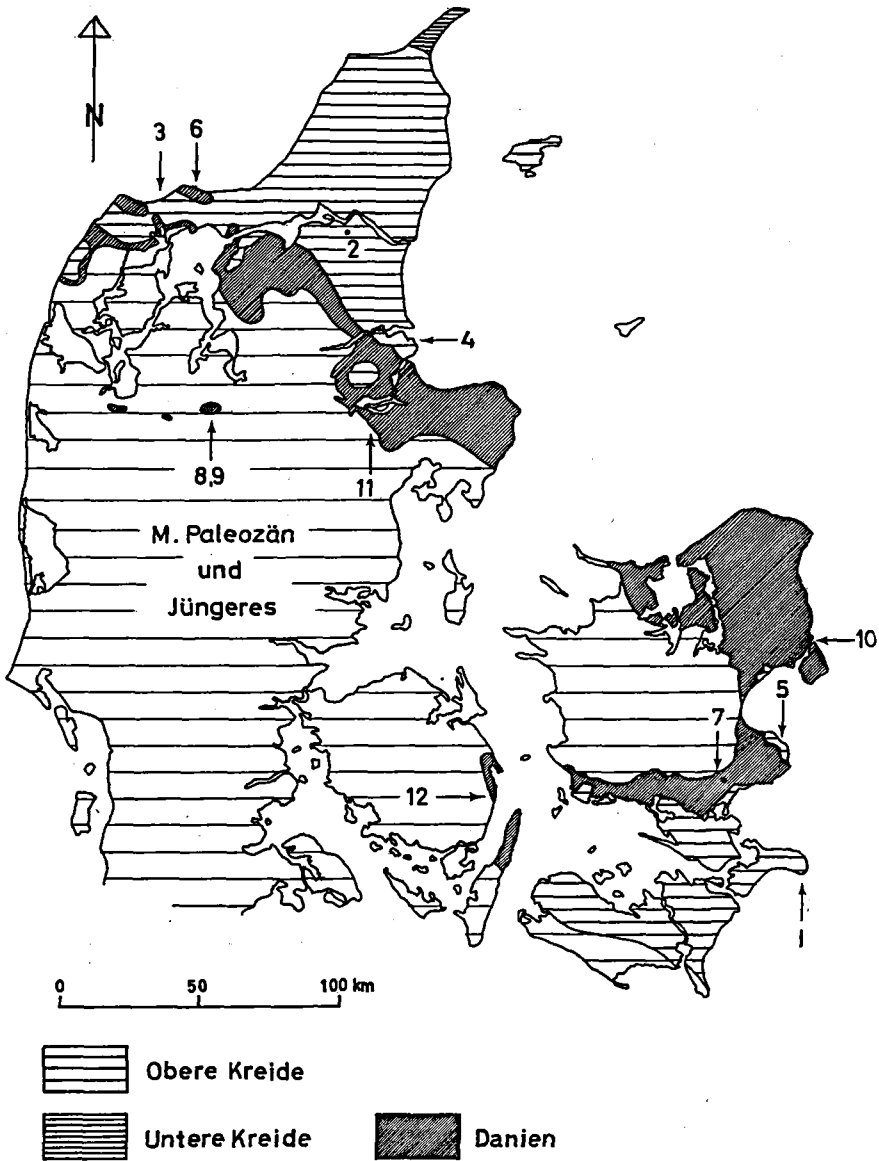 N
3 6
2
4
8,9
11
M. Paleozän
und
Jüngeres
10
5
7
12
1
0 50 100 km
Obere Kreide
Untere Kreide Danien